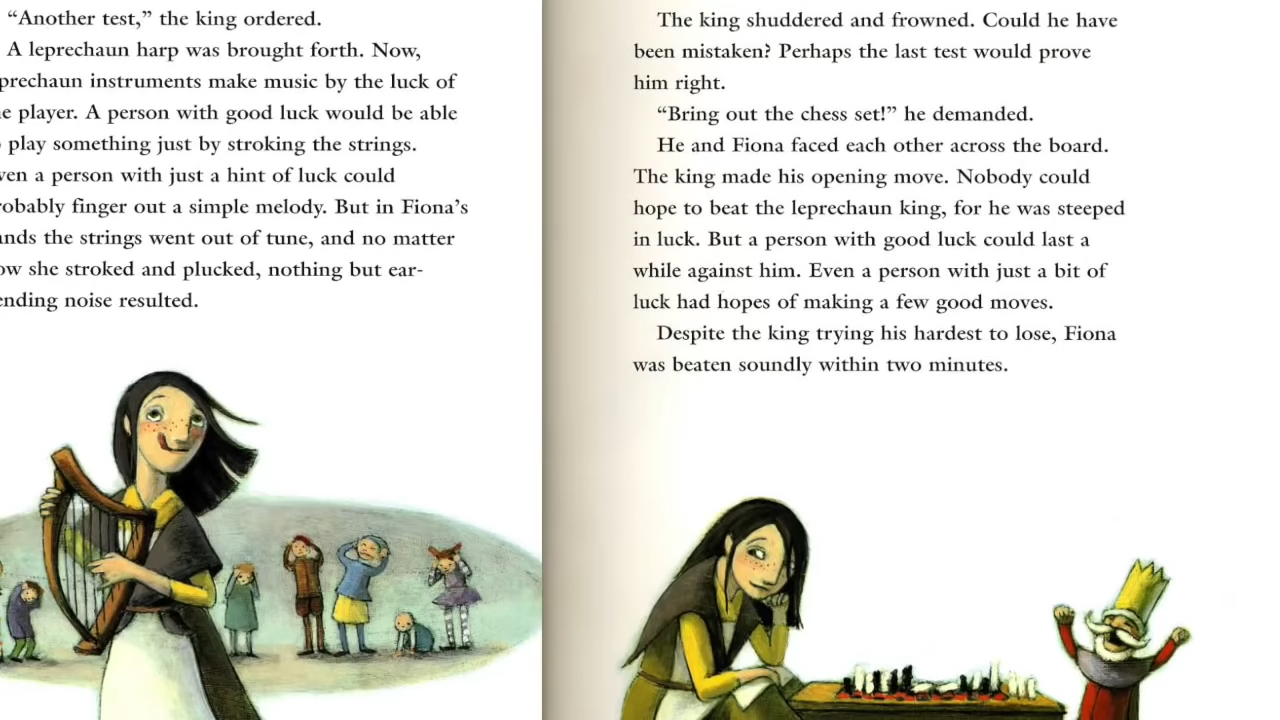 “Another test,” the king ordered.
A leprechaun harp was brought forth. Now,
prechaun instruments make music by the luck of
e player. A person with good luck would be able
play something just by stroking the strings.
ven a person with just a hint of luck could
robably finger out a simple melody. But in Fiona’s
nds the strings went out of tune, and no matter
ow she stroked and plucked, nothing but ear-
ending noise resulted.
The king shuddered and frowned. Could he have
been mistaken? Perhaps the last test would prove
him right.
“Bring out the chess set!” he demanded.
He and Fiona faced each other across the board.
The king made his opening move. Nobody could
hope to beat the leprechaun king, for he was steeped
in luck. But a person with good luck could last a
while against him. Even a person with just a bit of
luck had hopes of making a few good moves.
Despite the king trying his hardest to lose, Fiona
was beaten soundly within two minutes.